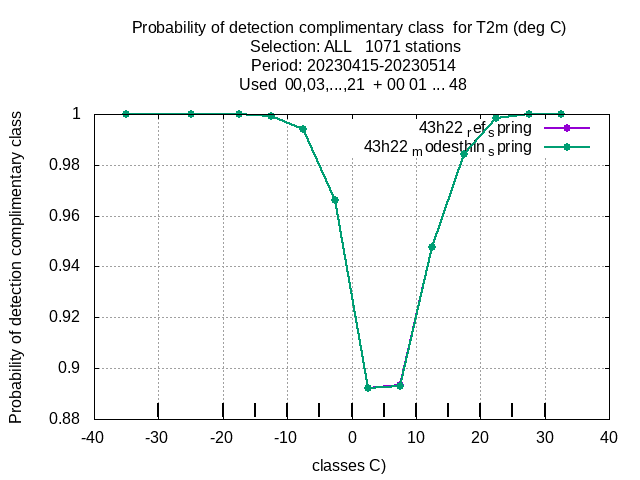 Probability of detection complimentary class  for T2m (deg C)
Selection: ALL   1071 stations
Period: 20230415-20230514
Used  00,03,...,21  + 00 01 ... 48
Probability of detection complimentary class
1
0.98
0.96
0.94
0.92
0.9
0.88
43h22 ref spring
43h22 modesthin spring
-40 -30 -20 -10 0 10 20 30 40
classes C)